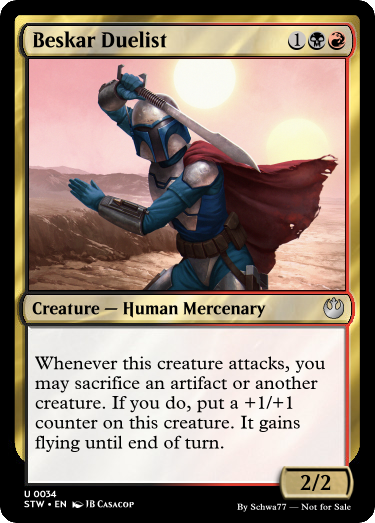 Beskar Duelist 1
Creature — Human Mercenary
Whenever this creature attacks, you
may sacrifice an artifact or another
creature. If you do, put a +1/+1
counter on this creature. It gains
flying until end of turn.
2/2
U 0034
STW • EN JB Casacop
By Schwa77 — Not for Sale